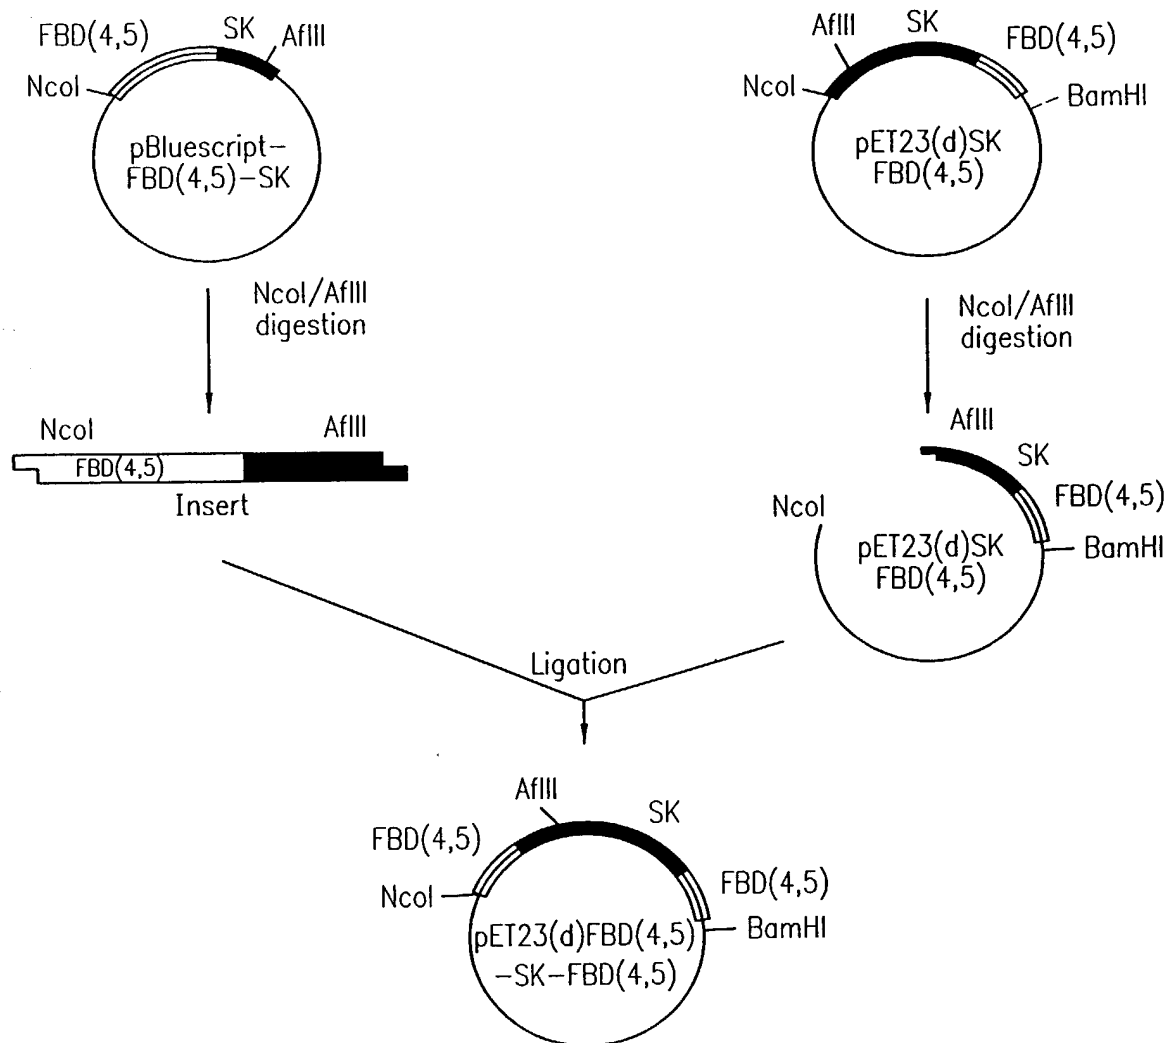 FBD(4,5)
SK
AflII
NcoI
pBluescript-
FBD(4,5)-SK
AflII
SK
FBD(4,5)
NcoI
BamHI
pET23(d)SK
FBD(4,5)
NcoI/AflII
digestion
NcoI/AflII
digestion
NcoI
AflII
FBD(4,5)
Insert
AflII
SK
FBD(4,5)
NcoI
BamHI
pET23(d)SK
FBD(4,5)
Ligation
AflII
SK
FBD(4,5)
NcoI
FBD(4,5)
BamHI
pET23(d)FBD(4,5)
-SK-FBD(4,5)